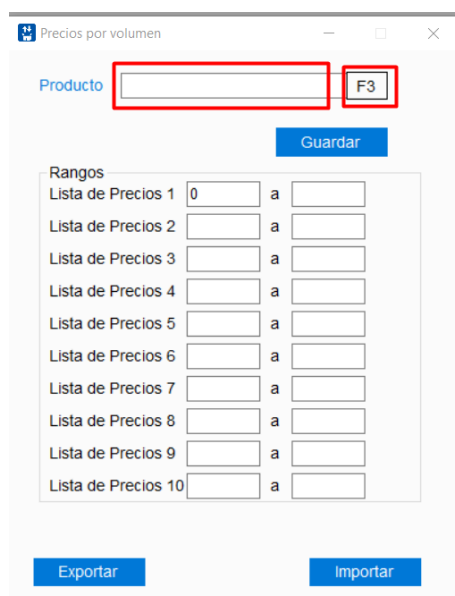 Precios por volumen
Producto F3
Guardar
Rangos
Lista de Precios 1 0 a
Lista de Precios 2 a
Lista de Precios 3 a
Lista de Precios 4 a
Lista de Precios 5 a
Lista de Precios 6 a
Lista de Precios 7 a
Lista de Precios 8 a
Lista de Precios 9 a
Lista de Precios 10 a
Exportar Importar